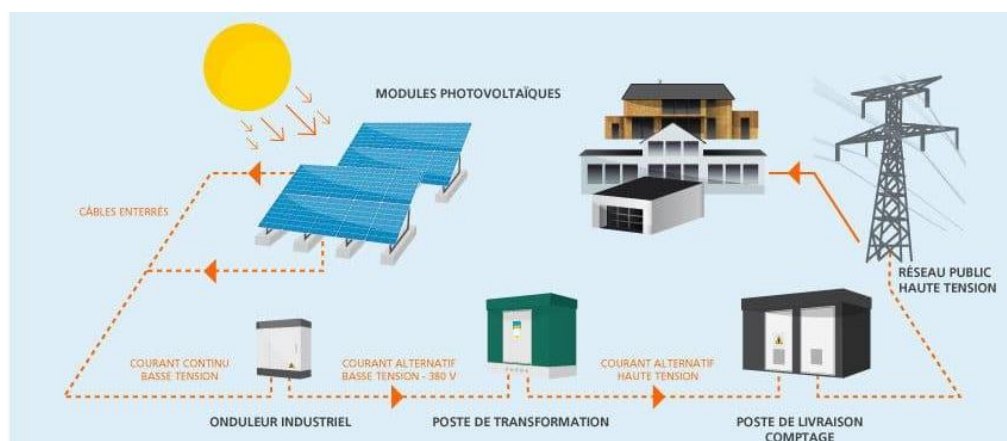 MODULES PHOTOVOLTAÏQUES
CÂBLES ENTERRÉS
RÉSEAU PUBLIC
HAUTE TENSION
COURANT CONTINU
BASSE TENSION
COURANT ALTERNATIF
BASSE TENSION - 380 V
COURANT ALTERNATIF
HAUTE TENSION
ONDULEUR INDUSTRIEL
POSTE DE TRANSFORMATION
POSTE DE LIVRAISON
COMPTAGE